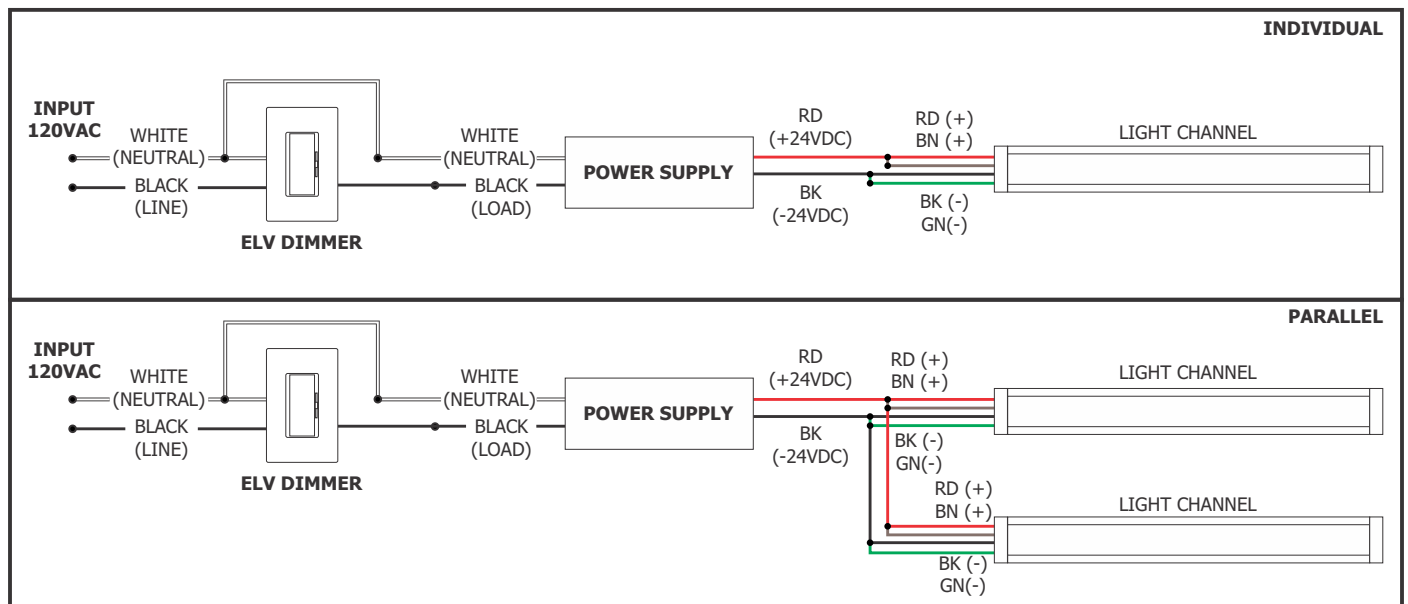 INDIVIDUAL
INPUT
120VAC
WHITE
(NEUTRAL)
BLACK
(LINE)
ELV DIMMER
WHITE
(NEUTRAL)
BLACK
(LOAD)
POWER SUPPLY
RD
(+24VDC)
BK
(-24VDC)
RD (+)
BN (+)
BK (-)
GN(-)
LIGHT CHANNEL
PARALLEL
INPUT
120VAC
WHITE
(NEUTRAL)
BLACK
(LINE)
ELV DIMMER
WHITE
(NEUTRAL)
BLACK
(LOAD)
POWER SUPPLY
RD
(+24VDC)
BK
(-24VDC)
RD (+)
BN (+)
BK (-)
GN(-)
LIGHT CHANNEL
RD (+)
BN (+)
BK (-)
GN(-)
LIGHT CHANNEL